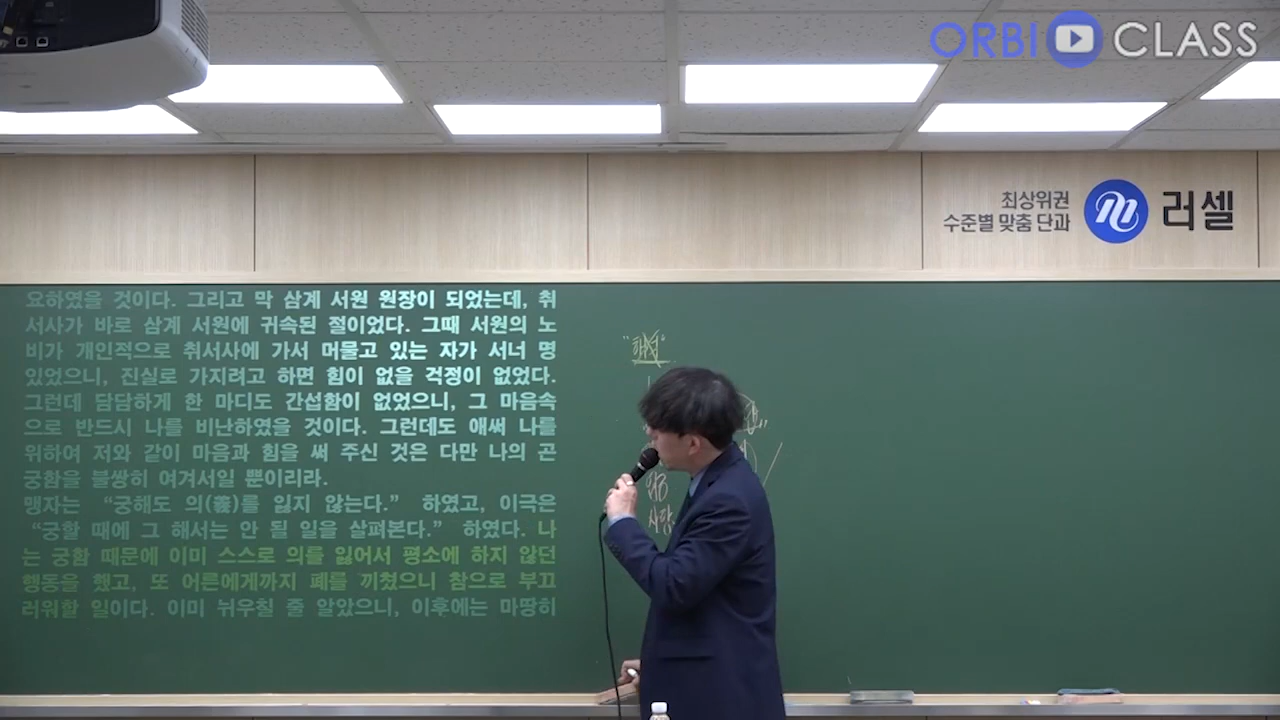 ORBI CLASS
최상위권
수준별 맞춤 단과
러셀
요하였을 것이다. 그리고 막 삼계 서원 원장이 되었는데, 취
서사가 바로 삼계 서원에 귀속된 절이었다. 그때 서원의 노
비가 개인적으로 취서사에 가서 머물고 있는 자가 서너 명
있었으니, 진실로 가지려고 하면 힘이 없을 걱정이 없었다.
그런데 담담하게 한 마디도 간섭함이 없었으니, 그 마음속
으로 반드시 나를 비난하였을 것이다. 그런데도 애써 나를
위하여 저와 같이 마음과 힘을 써 주신 것은 다만 나의 곤
궁함을 불쌍히 여겨서일 뿐이리라.
맹자는 “궁해도 의(義)를 잃지 않는다.” 하였고, 이극은
“궁할 때에 그 해서는 안 될 일을 살펴본다.” 하였다. 나
는 궁함 때문에 이미 스스로 의를 잃어서 평소에 하지 않던
행동을 했고, 또 어른에게까지 폐를 끼쳤으니 참으로 부끄
러워할 일이다. 이미 뉘우칠 줄 알았으니, 이후에는 마땅히